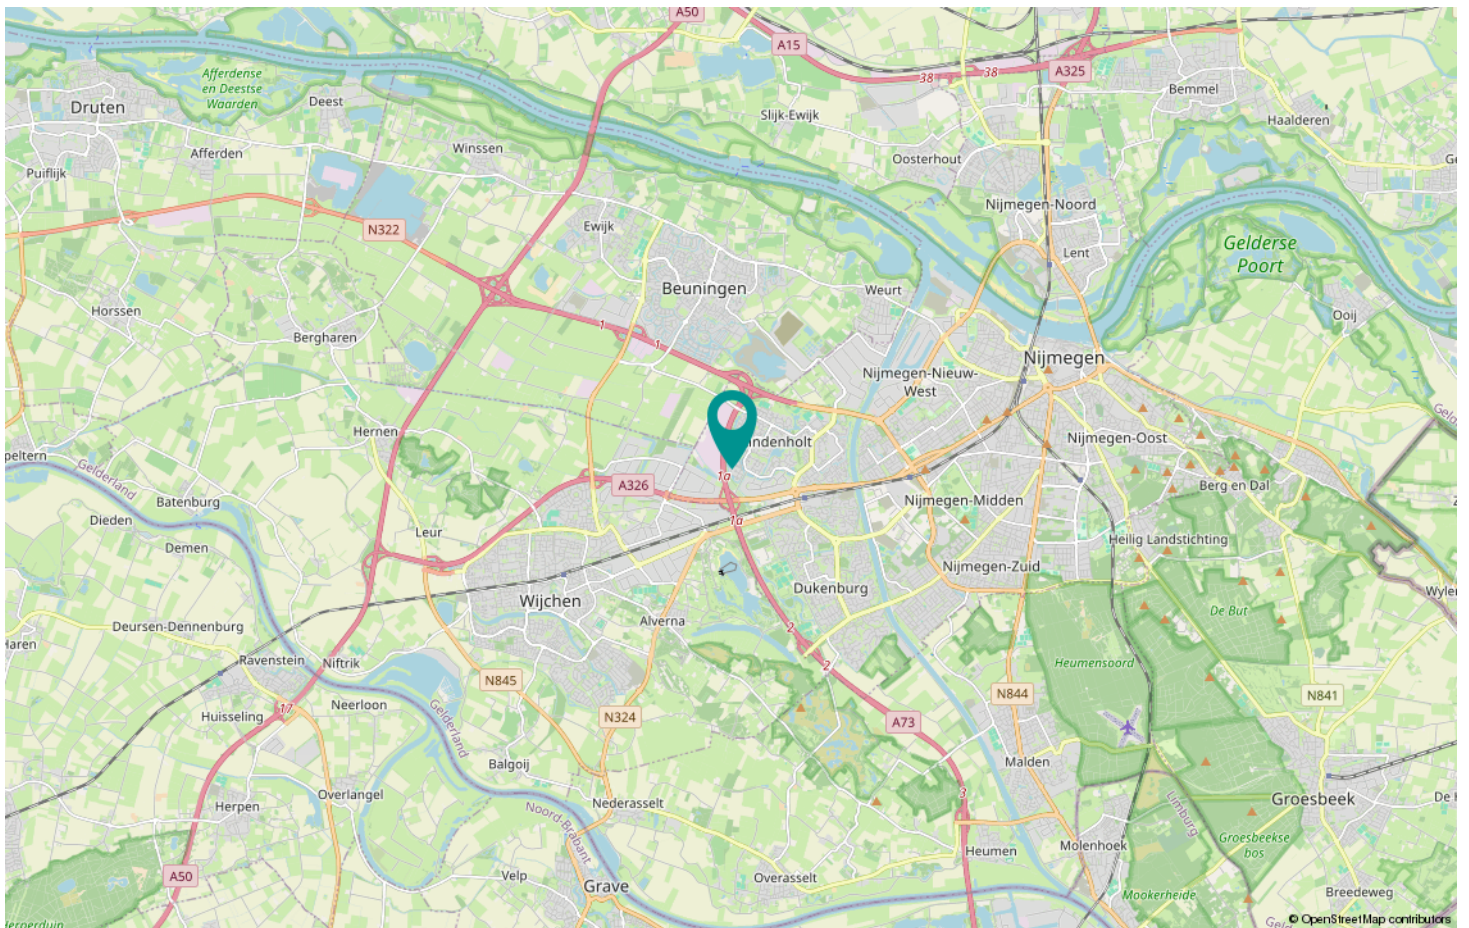 A50
A15
38
38
A325
Afferdense
en Deestse
Waarden
Bemmel
Druten
Deest
Slijk-Ewijk
Haalderen
Winssen
Afferden
Oosterhout
Puiflijk
Nijmegen-Noord
N322
Ewijk
Gelderse
Poort
Lent
Beuningen
Weurt
Horssen
Ooij
1
Bergharen
1
Nijmegen
Nijmegen-Nieuw-
West
Hernen
ndenholt
Nijmegen-Oost
peltern
Gelderland
1a
A326
Berg en Dal
Batenburg
Nijmegen-Midden
Dieden
1a
Leur
Heilig Landstichting
Demen
Nijmegen-Zuid
Dukenburg
Wyler
Wijchen
De But
Alverna
Deursen-Dennenburg
2
Haren
Ravenstein
Niftrik
2
Heumensoord
N845
N844
N841
Neerloon
17
Huisseling
Gelderland
N324
A73
Balgoij
Malden
Overlangel
3
Nederasselt
Groesbeek
De H
Herpen
Noord-Brabant
Limburg
Groesbeekse
bos
Molenhoek
Heumen
A50
Velp
Overasselt
Grave
Mookerheide
Breedeweg
Herperduin
© OpenStreetMap contributors